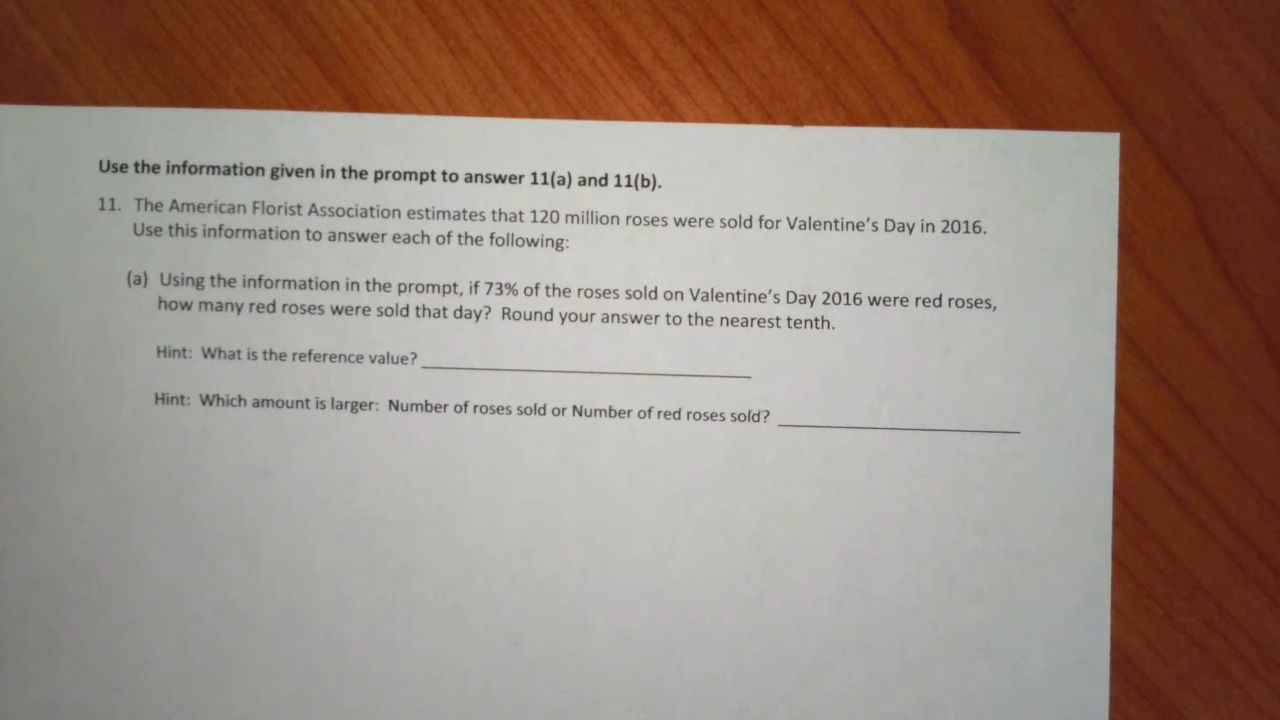 Use the information given in the prompt to answer 11(a) and 11(b).
11. The American Florist Association estimates that 120 million roses were sold for Valentine's Day in 2016.
Use this information to answer each of the following:
(a) Using the information in the prompt, if 73% of the roses sold on Valentine's Day 2016 were red roses,
how many red roses were sold that day? Round your answer to the nearest tenth.
Hint: What is the reference value?
Hint: Which amount is larger: Number of roses sold or Number of red roses sold?